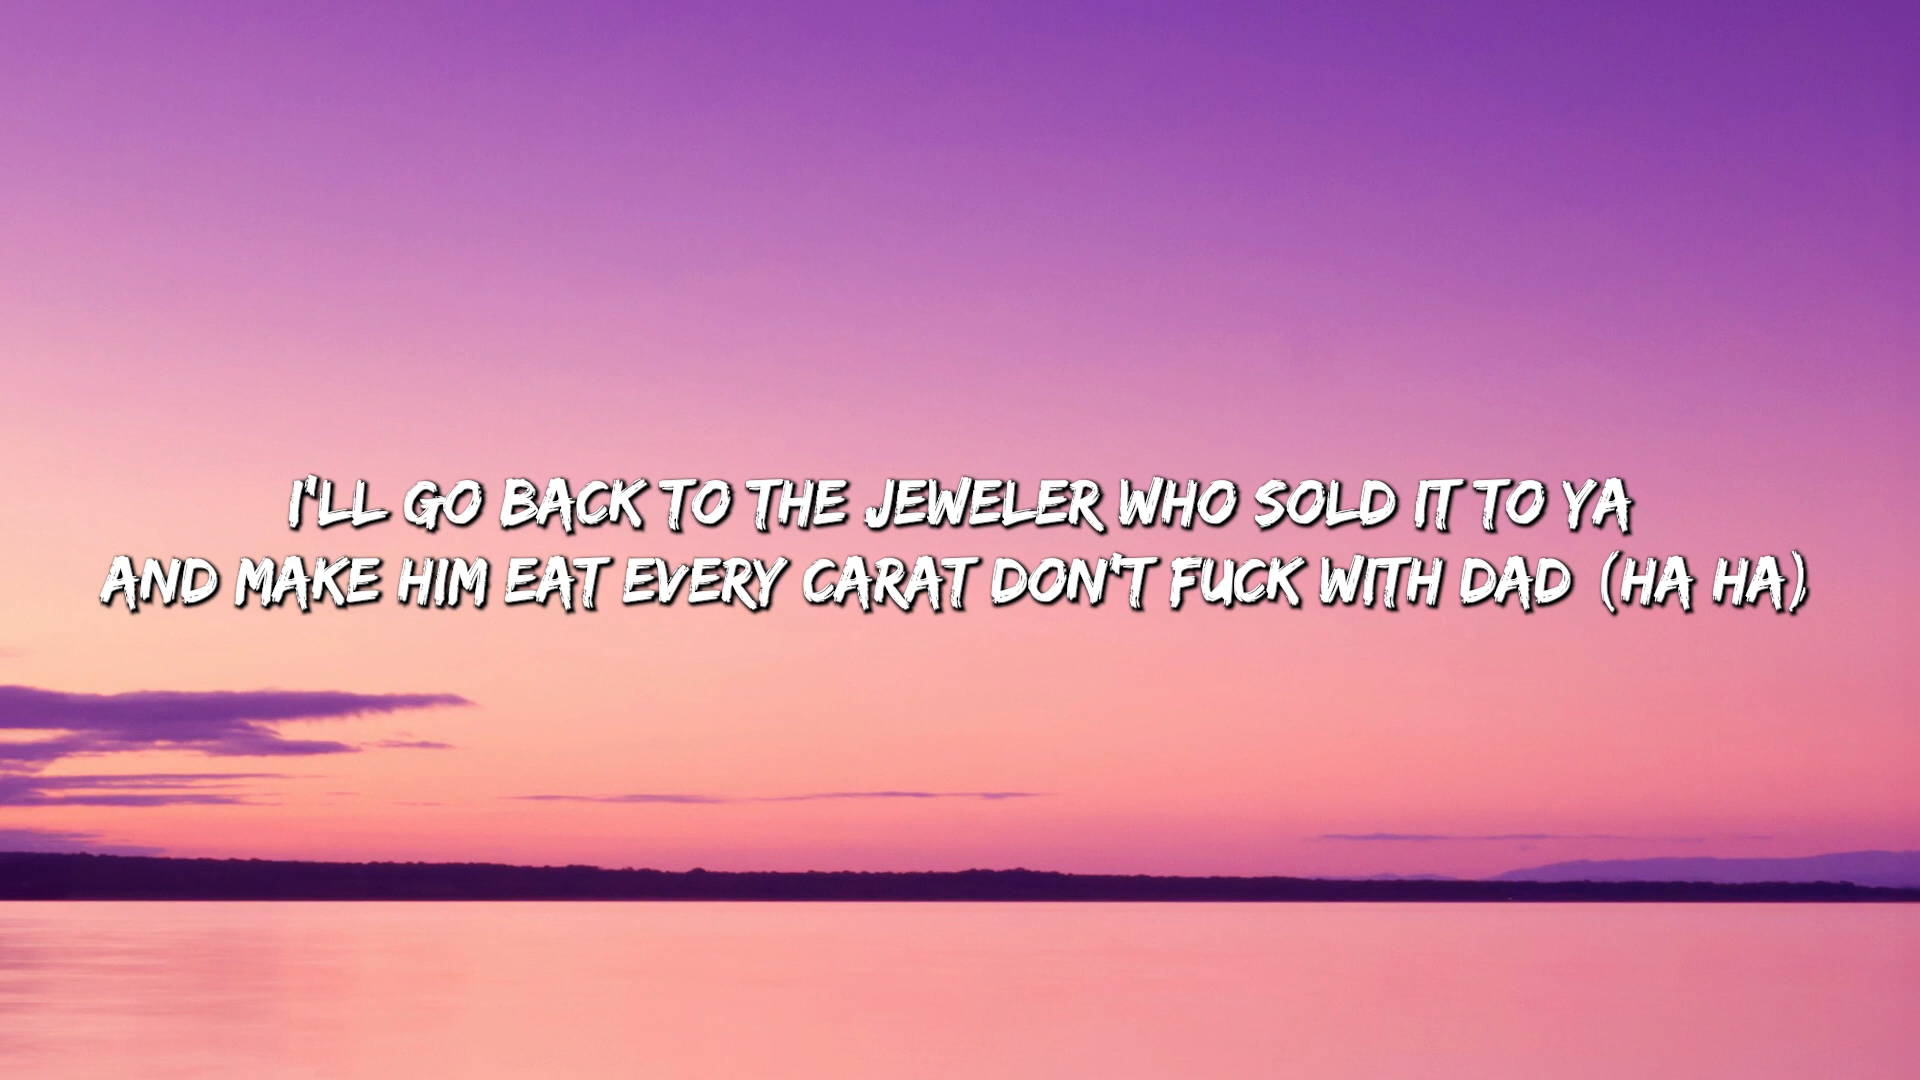 I'LL GO BACK TO THE JEWELER WHO SOLD IT TO YA
AND MAKE HIM EAT EVERY CARAT DON'T FUCK WITH DAD (HA HA)